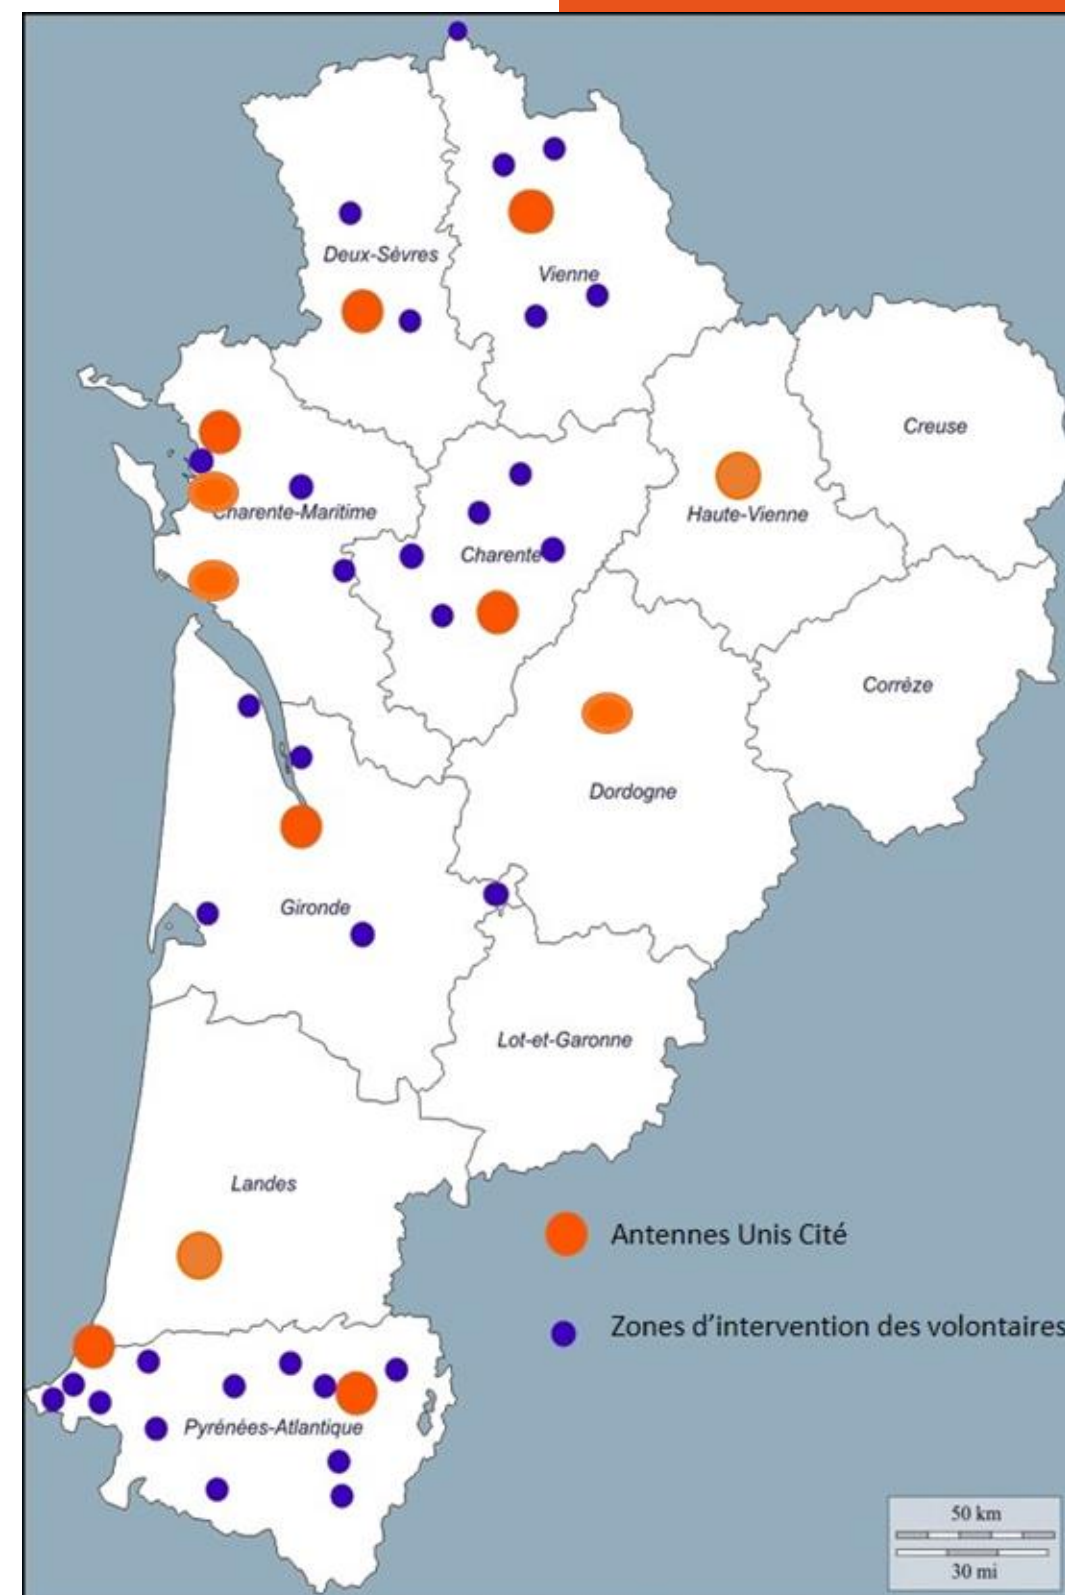 Deux-Sèvres
Vienne
Creuse
Charente-Maritime
Haute-Vienne
Charente
Corrèze
Dordogne
Gironde
Lot-et-Garonne
Landes
Antennes Unis Cité
Zones d’intervention des volontaires
Pyrénées-Atlantique
50 km
30 mi